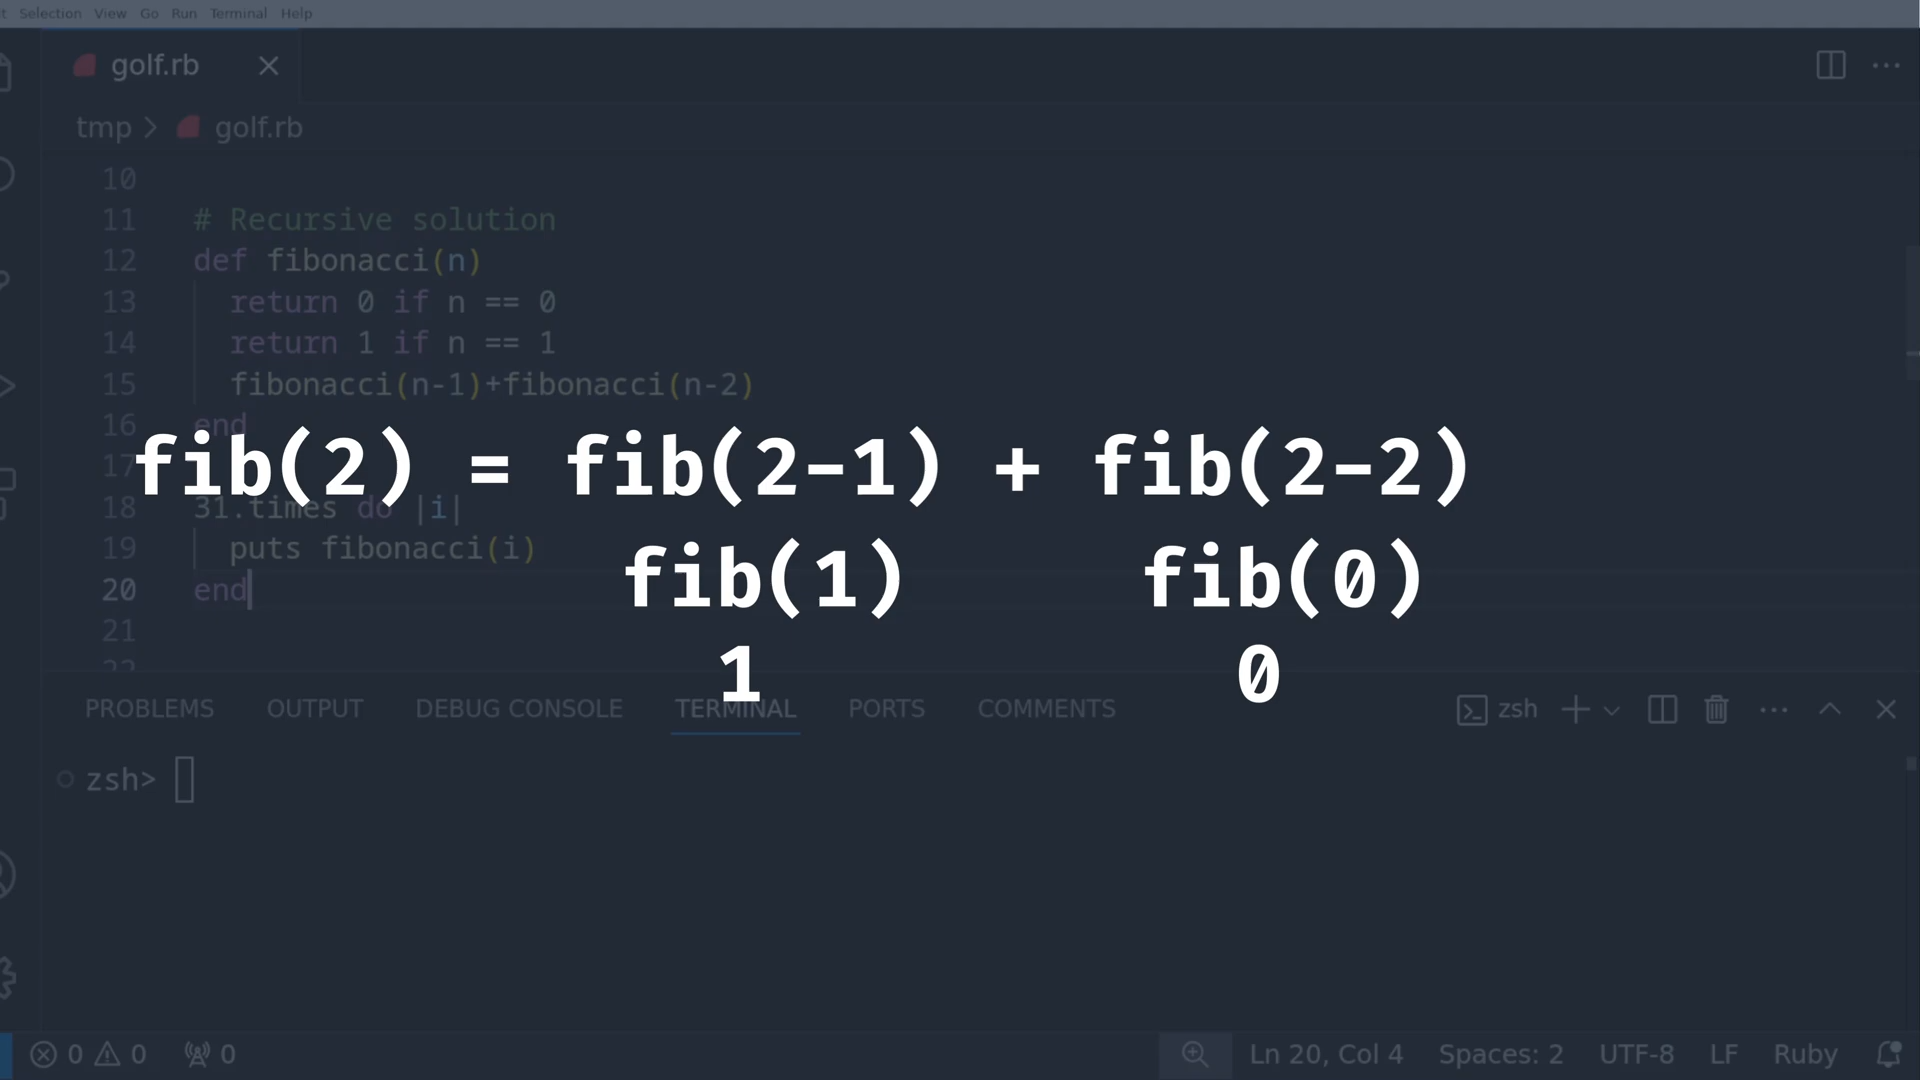 Selection View Go Run Terminal Help
golf.rb
tmp > golf.rb
10
11 # Recursive solution
12 def fibonacci(n)
13 return 0 if n == 0
14 return 1 if n == 1
15 fibonacci(n-1)+fibonacci(n-2)
16 end
fib(2) = fib(2-1) + fib(2-2)
17
18 31.times do |i|
19 puts fibonacci(i)
fib(1) fib(0)
20 end
21
22
1 0
PROBLEMS OUTPUT DEBUG CONSOLE TERMINAL PORTS COMMENTS zsh
zsh>
0 0 0 Ln 20, Col 4 Spaces: 2 UTF-8 LF Ruby